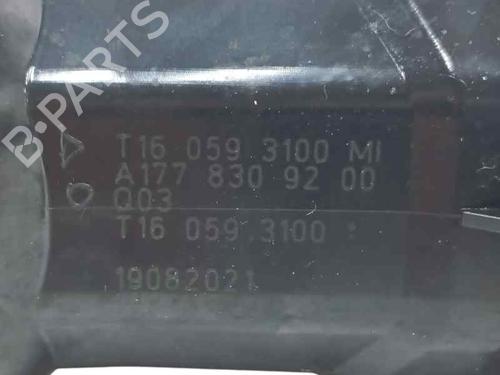 B-PARTS
T16 059 3100 MI
A177 830 92 00
Q03
T16 059 3100 :
19082021